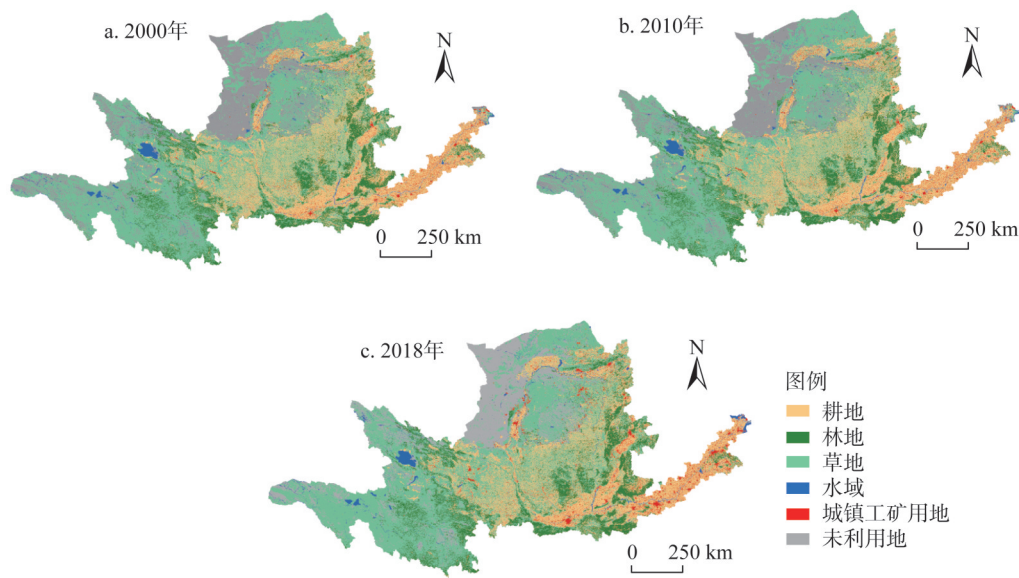 a. 2000年
N
0 250 km
b. 2010年
N
0 250 km
c. 2018年
N
0 250 km
图例
耕地
林地
草地
水域
城镇工矿用地
未利用地